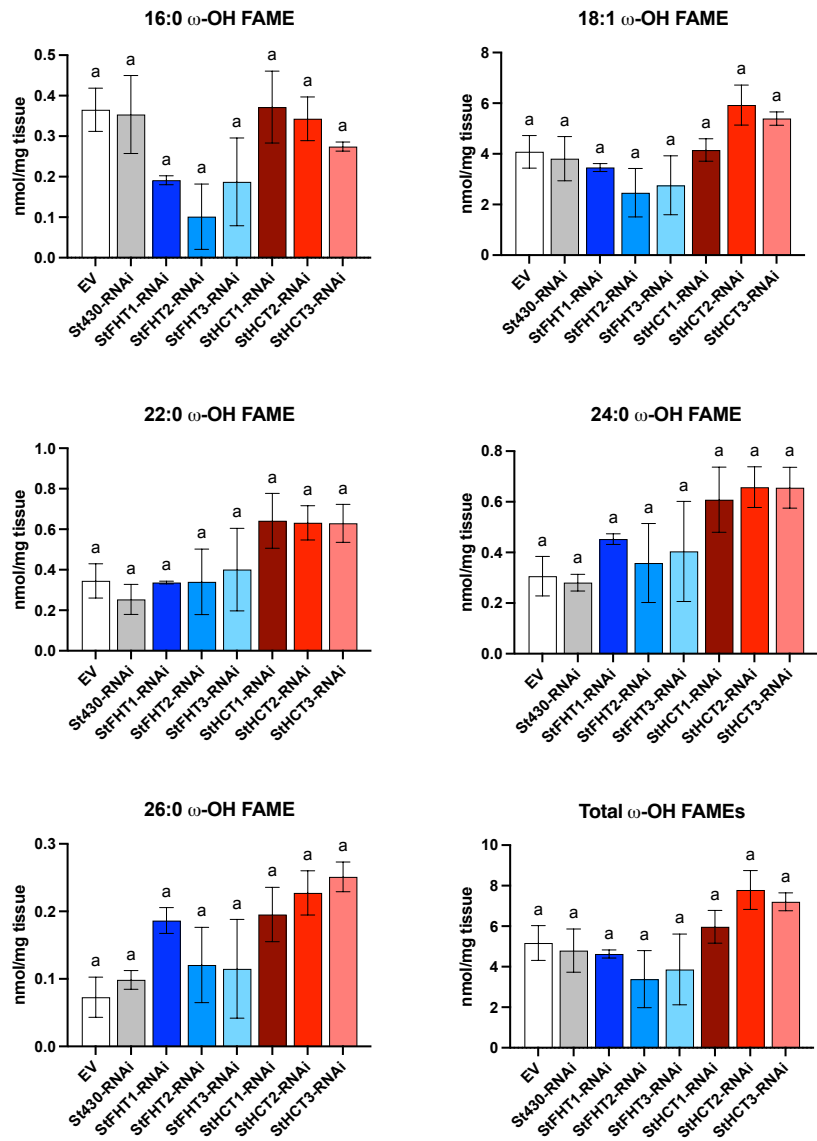 16:0 ω-OH FAME
nmol/mg tissue
0.5
0.4
0.3
0.2
0.1
0.0
a a a a a a a a
EV St430-RNAi StFHT1-RNAi StFHT2-RNAi StFHT3-RNAi StHCT1-RNAi StHCT2-RNAi StHCT3-RNAi
18:1 ω-OH FAME
nmol/mg tissue
8
6
4
2
0
a a a a a a a a
EV St430-RNAi StFHT1-RNAi StFHT2-RNAi StFHT3-RNAi StHCT1-RNAi StHCT2-RNAi StHCT3-RNAi
22:0 ω-OH FAME
nmol/mg tissue
1.0
0.8
0.6
0.4
0.2
0.0
a a a a a a a a
EV St430-RNAi StFHT1-RNAi StFHT2-RNAi StFHT3-RNAi StHCT1-RNAi StHCT2-RNAi StHCT3-RNAi
24:0 ω-OH FAME
nmol/mg tissue
0.8
0.6
0.4
0.2
0.0
a a a a a a a a
EV St430-RNAi StFHT1-RNAi StFHT2-RNAi StFHT3-RNAi StHCT1-RNAi StHCT2-RNAi StHCT3-RNAi
26:0 ω-OH FAME
nmol/mg tissue
0.3
0.2
0.1
0.0
a a a a a a a a
EV St430-RNAi StFHT1-RNAi StFHT2-RNAi StFHT3-RNAi StHCT1-RNAi StHCT2-RNAi StHCT3-RNAi
Total ω-OH FAMEs
nmol/mg tissue
10
8
6
4
2
0
a a a a a a a a
EV St430-RNAi StFHT1-RNAi StFHT2-RNAi StFHT3-RNAi StHCT1-RNAi StHCT2-RNAi StHCT3-RNAi